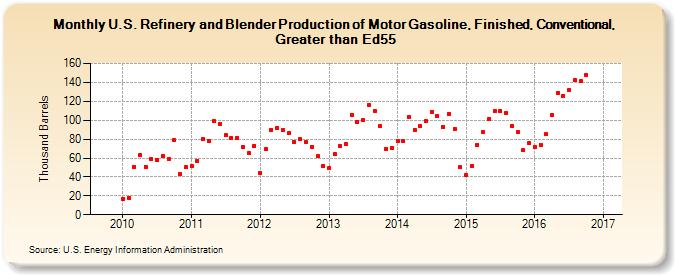 Monthly U.S. Refinery and Blender Production of Motor Gasoline, Finished, Conventional,
Greater than Ed55
Thousand Barrels
160
140
120
100
80
60
40
20
0
2010 2011 2012 2013 2014 2015 2016 2017
Source: U.S. Energy Information Administration